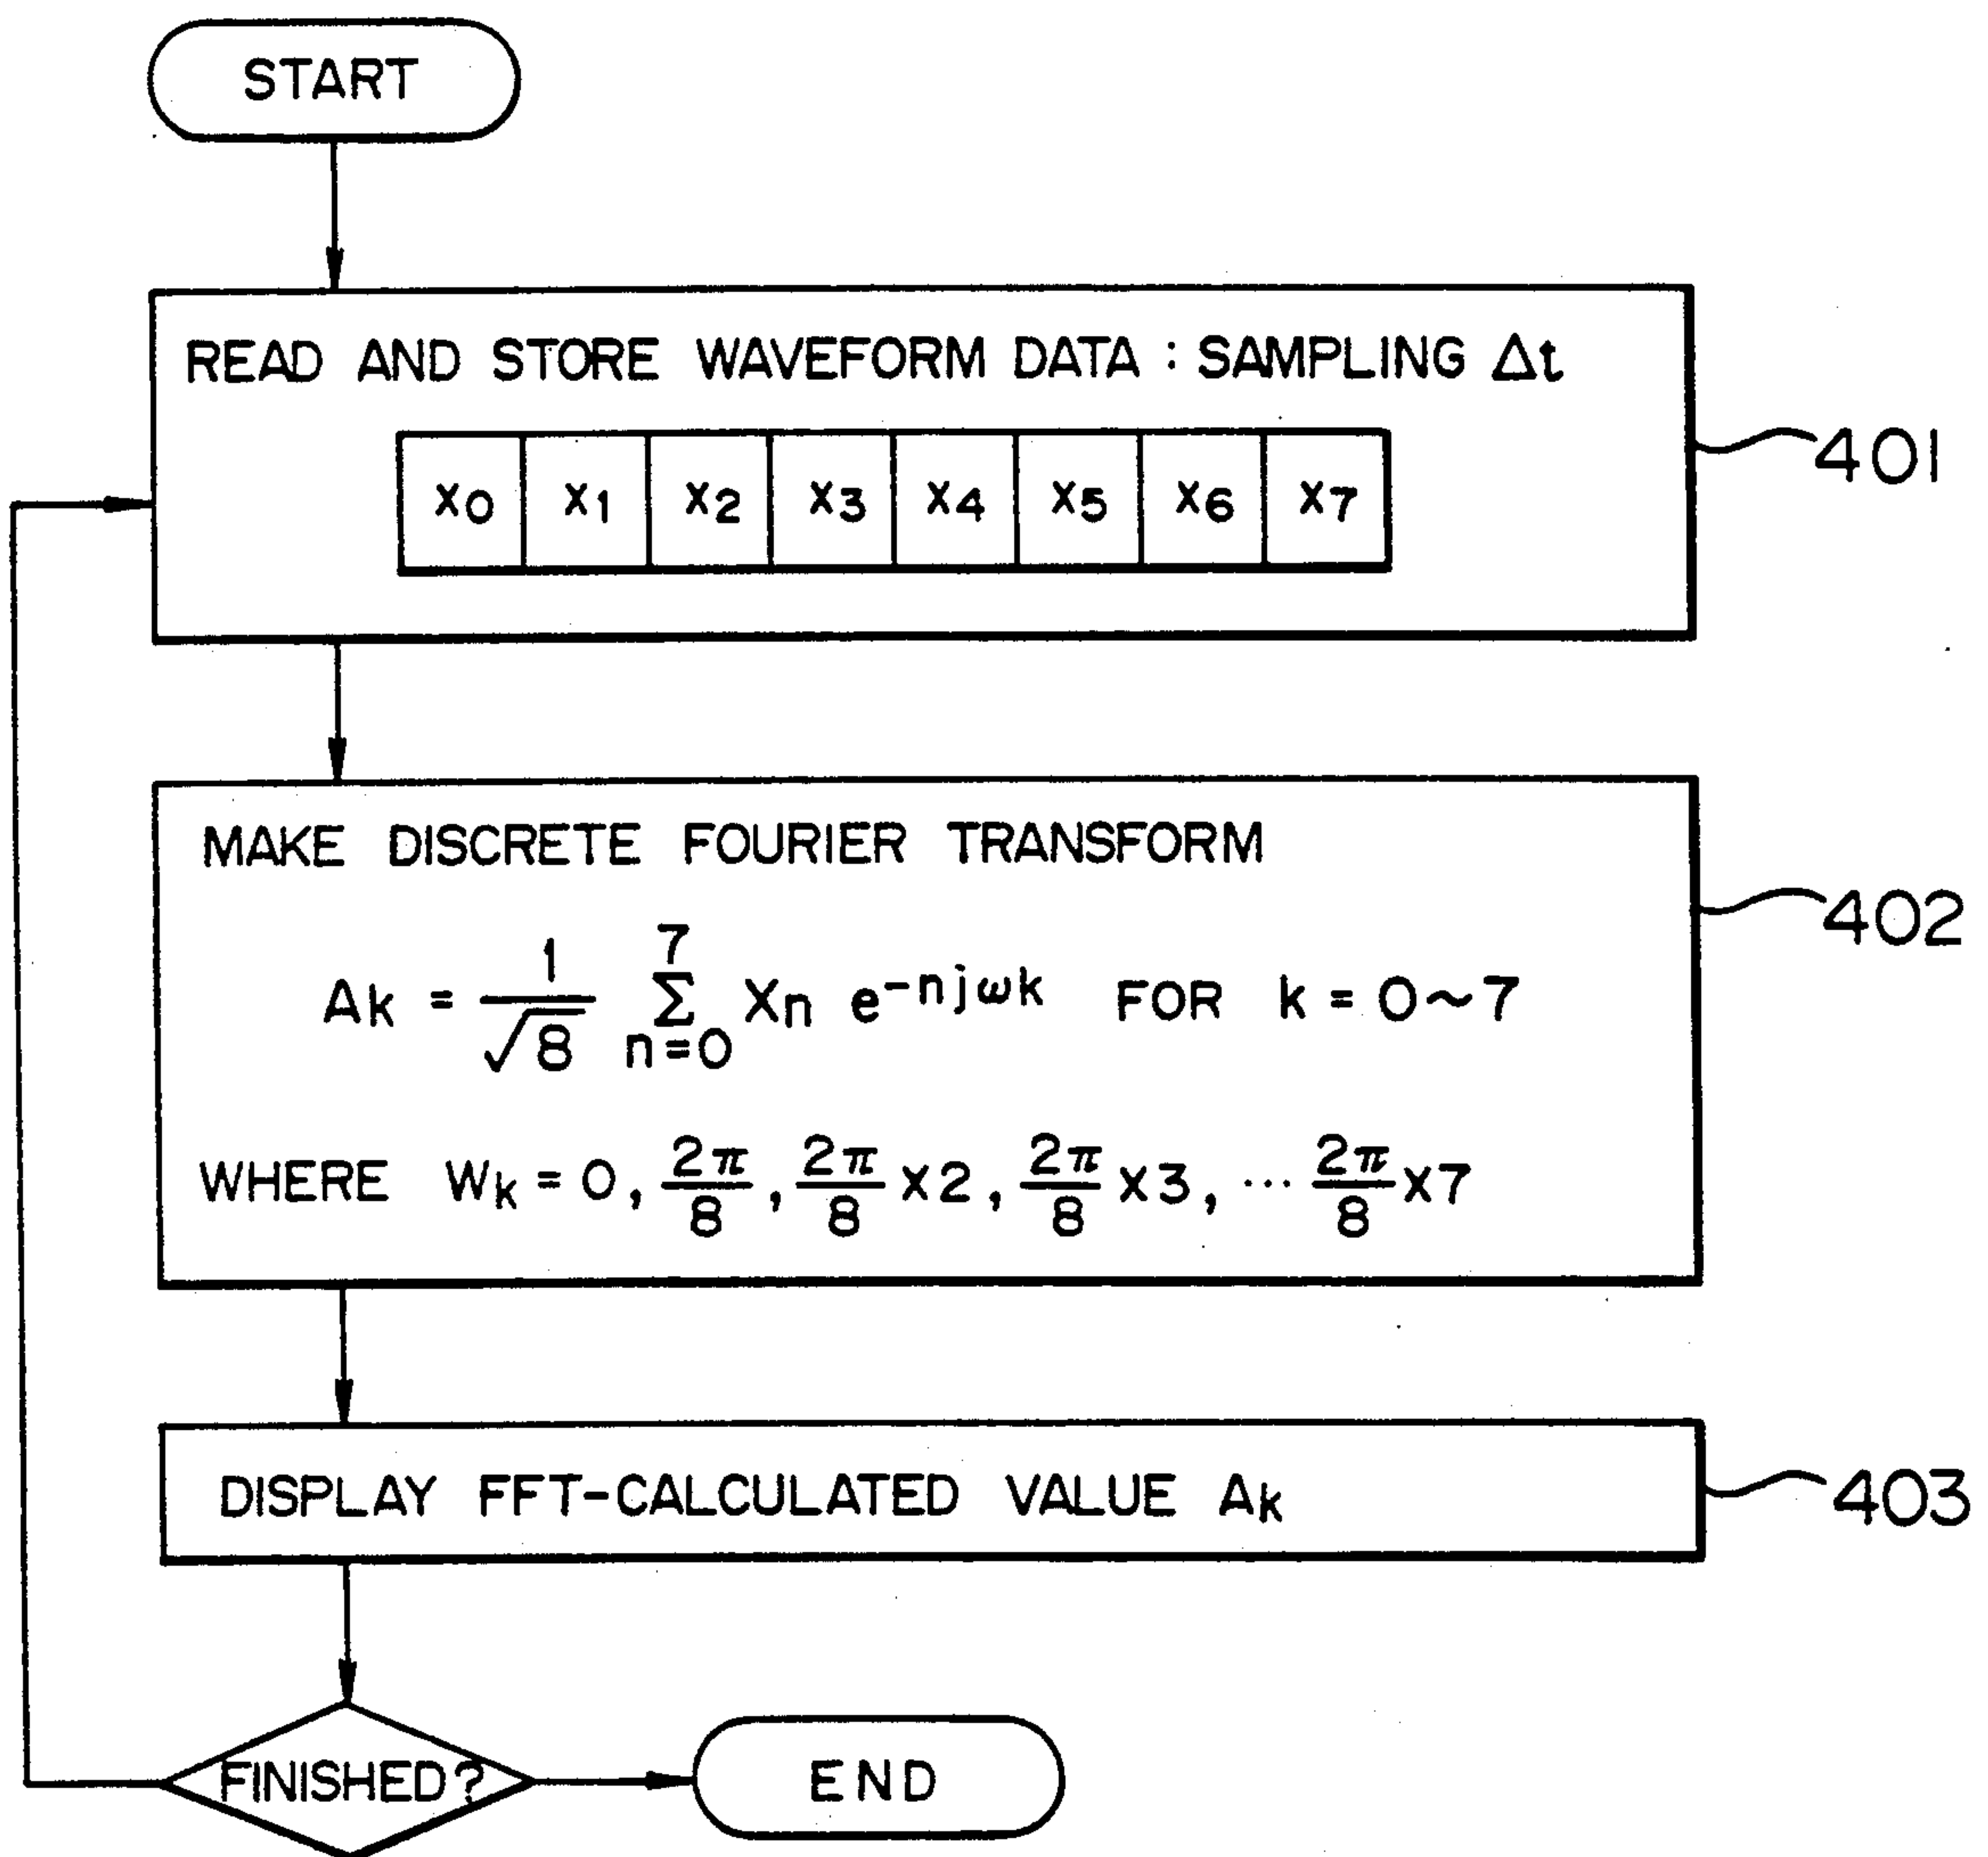 START
READ AND STORE WAVEFORM DATA : SAMPLING Δt
x0 x1 x2 x3 x4 x5 x6 x7
401
MAKE DISCRETE FOURIER TRANSFORM
402
Ak = 1/√8 7Σn=0 Xn e^-njωk FOR k = 0~7
WHERE Wk = 0, 2π/8, 2π/8 x2, 2π/8 x3, ... 2π/8 x7
DISPLAY FFT-CALCULATED VALUE Ak
403
FINISHED?
END